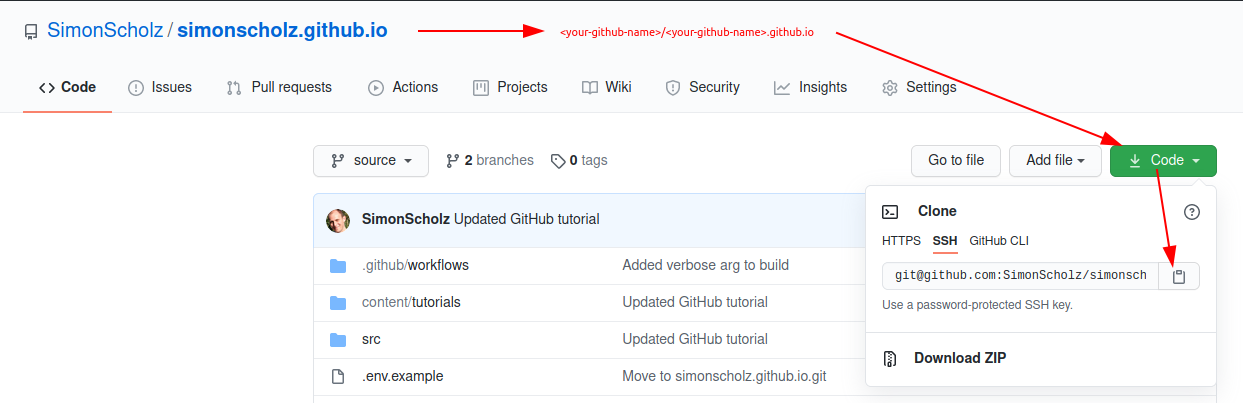 SimonScholz / simonscholz.github.io
<your-github-name>/<your-github-name>.github.io
Code Issues Pull requests Actions Projects Wiki Security Insights Settings
source 2 branches 0 tags Go to file Add file Code
SimonScholz Updated GitHub tutorial
.github/workflows Added verbose arg to build
content/tutorials Updated GitHub tutorial
src Updated GitHub tutorial
.env.example Move to simonscholz.github.io.git
Clone
HTTPS SSH GitHub CLI
git@github.com:SimonScholz/simonsch
Use a password-protected SSH key.
Download ZIP